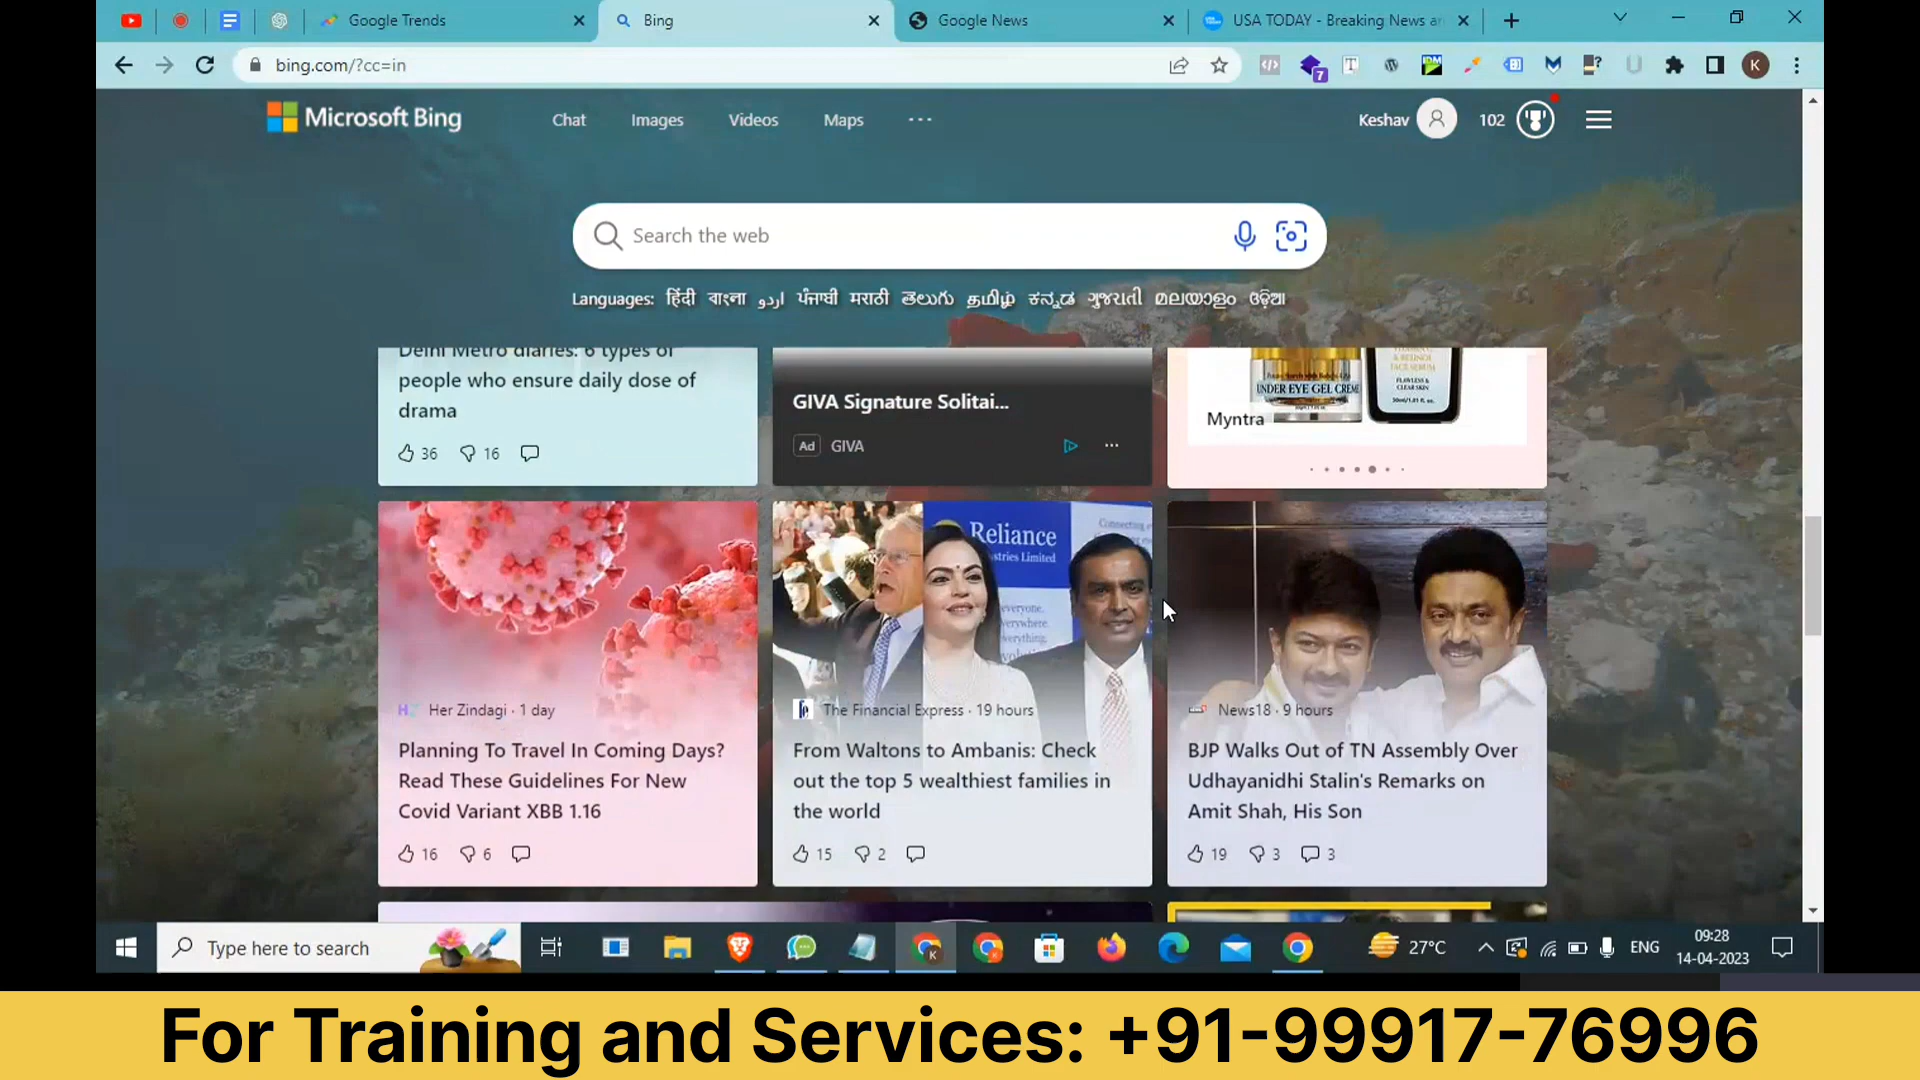 Google Trends
Bing
Google News
USA TODAY - Breaking News a
bing.com/?cc=in
7
T
K
Microsoft Bing
Chat
Images
Videos
Maps
Keshav
102
Search the web
Languages: हिंदी বাংলা اردو ਪੰਜਾਬੀ मराठी తెలుగు தமிழ் ಕನ್ನಡ ગુજરાતી മലയാളം ଓଡ଼ିଆ
Delhi Metro diaries: 6 types of
people who ensure daily dose of
drama
36
16
GIVA Signature Solitai...
Ad GIVA
UNDER EYE GEL CREME
Myntra
Reliance
Her Zindagi · 1 day
Planning To Travel In Coming Days?
Read These Guidelines For New
Covid Variant XBB 1.16
16
6
The Financial Express · 19 hours
From Waltons to Ambanis: Check
out the top 5 wealthiest families in
the world
15
2
News18 · 9 hours
BJP Walks Out of TN Assembly Over
Udhayanidhi Stalin's Remarks on
Amit Shah, His Son
19
3
3
Type here to search
27°C
ENG
09:28
14-04-2023
For Training and Services: +91-99917-76996